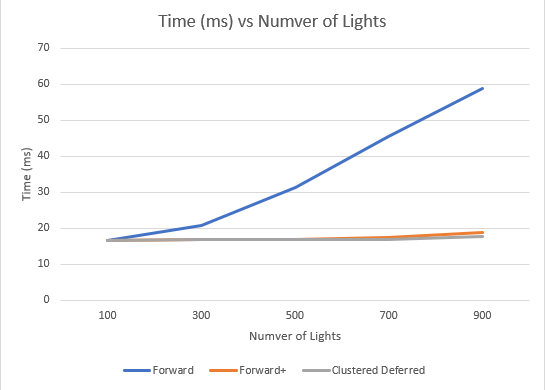 Time (ms) vs Numver of Lights
70
60
50
40
30
20
10
0
Time (ms)
100 300 500 700 900
Numver of Lights
Forward Forward+ Clustered Deferred